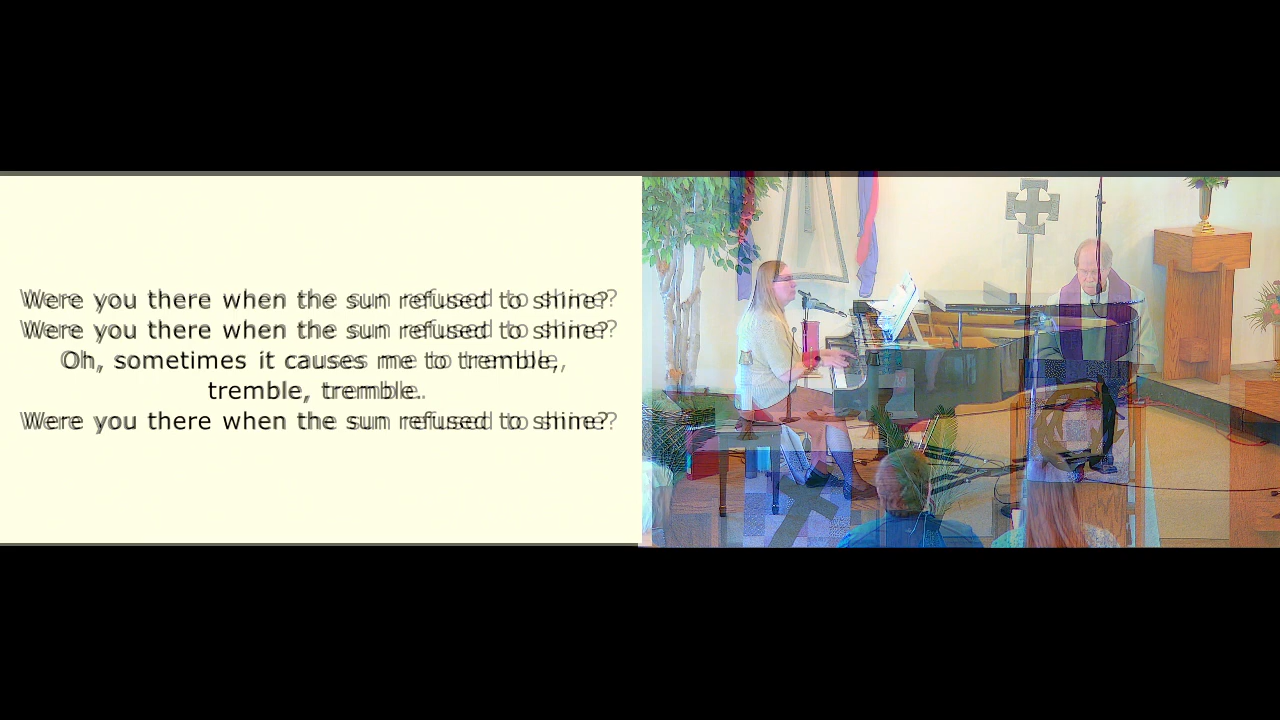 Were you there when the sun refused to shine?
Were you there when the sun refused to shine?
Oh, sometimes it causes me to tremble,
tremble, tremble.
Were you there when the sun refused to shine?